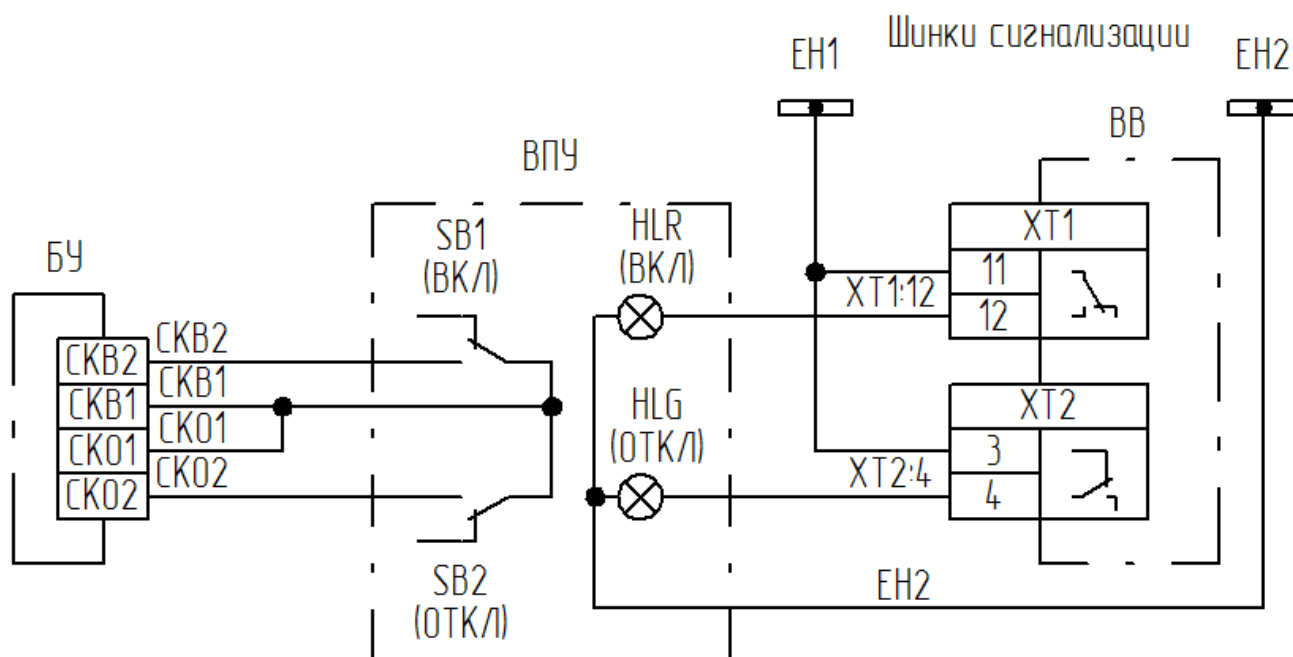 Шинки сигнализации
ЕН1
ЕН2
ВВ
ВПУ
SB1
(ВКЛ)
HLR
(ВКЛ)
XT1
БУ
11
XT1:12
12
СКВ2
СКВ2
СКВ1
СКВ1
СКО1
СКО1
СКО2
СКО2
HLG
(ОТКЛ)
XT2
3
XT2:4
4
SB2
(ОТКЛ)
ЕН2